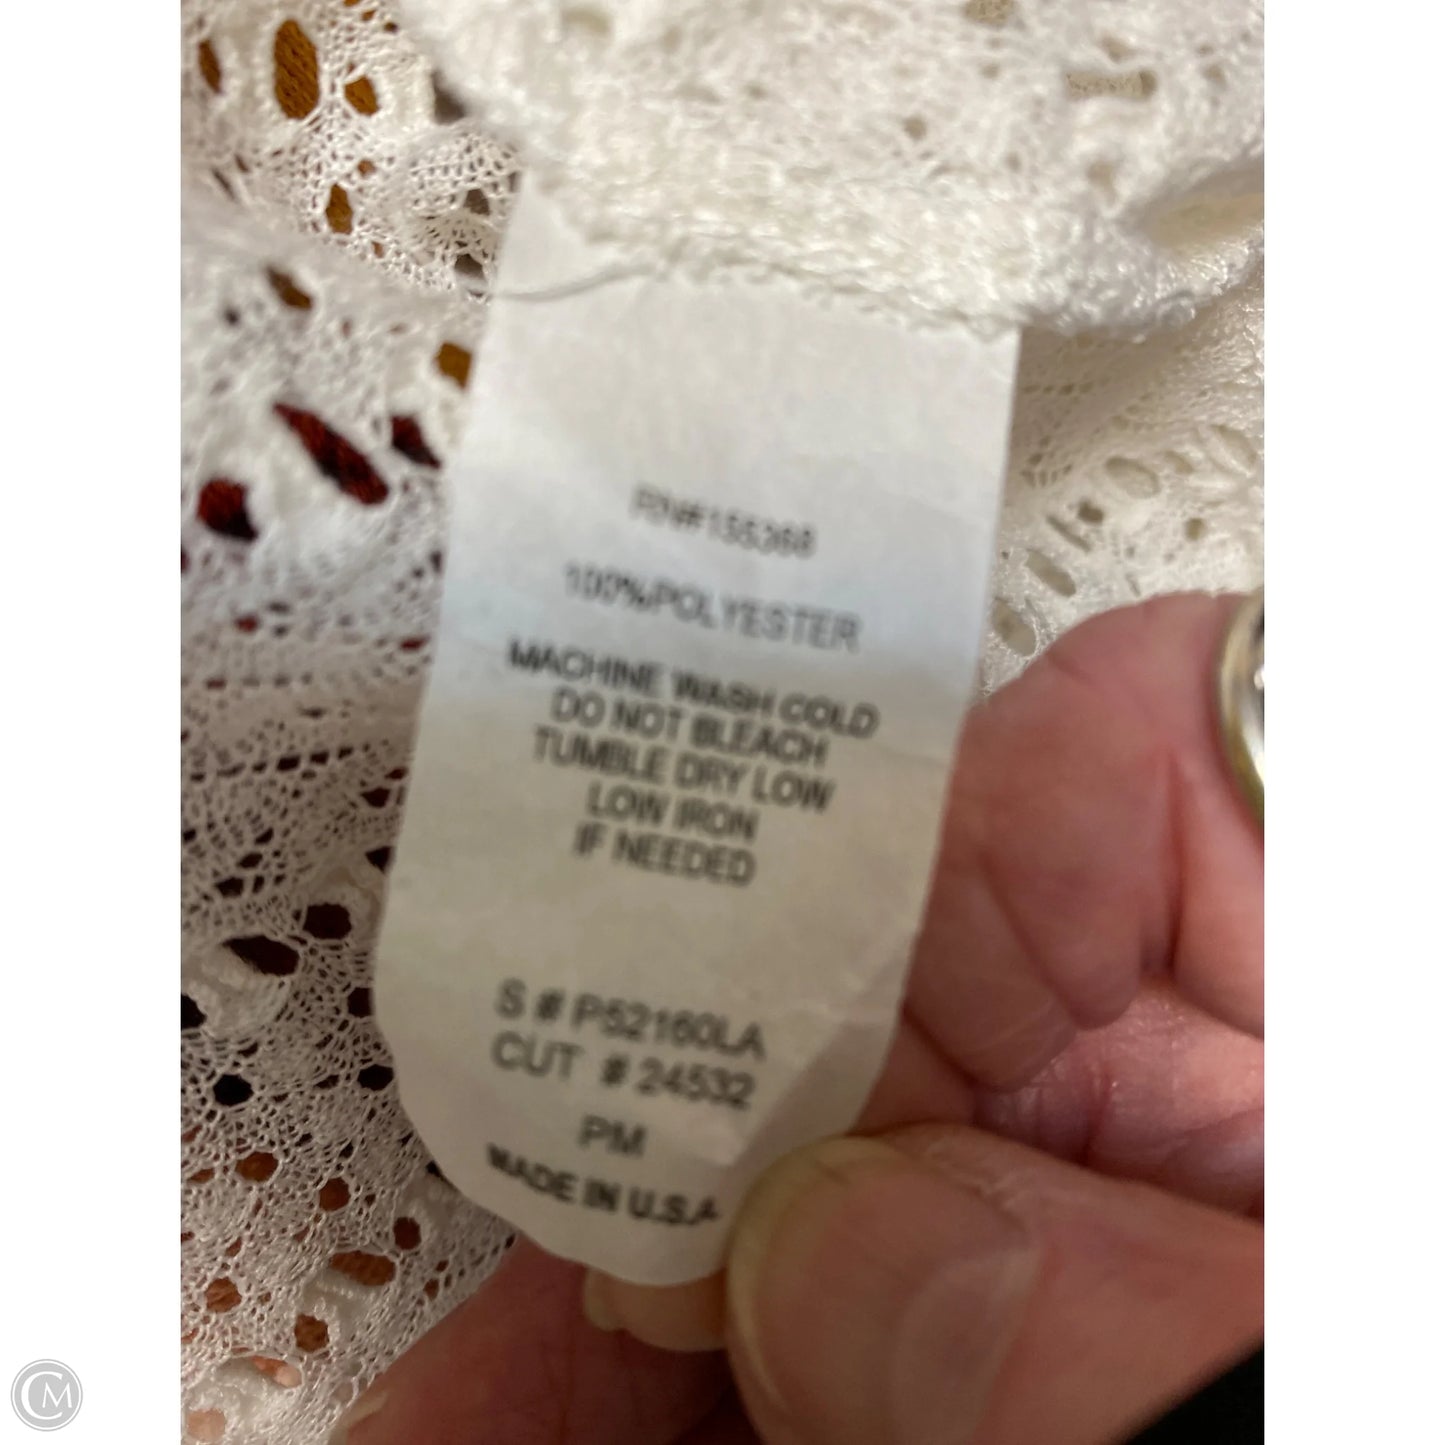 RN#155368
100%POLYESTER
MACHINE WASH COLD
DO NOT BLEACH
TUMBLE DRY LOW
LOW IRON
IF NEEDED
S # P52160LA
CUT # 24532
PM
MADE IN U.S.A
CM